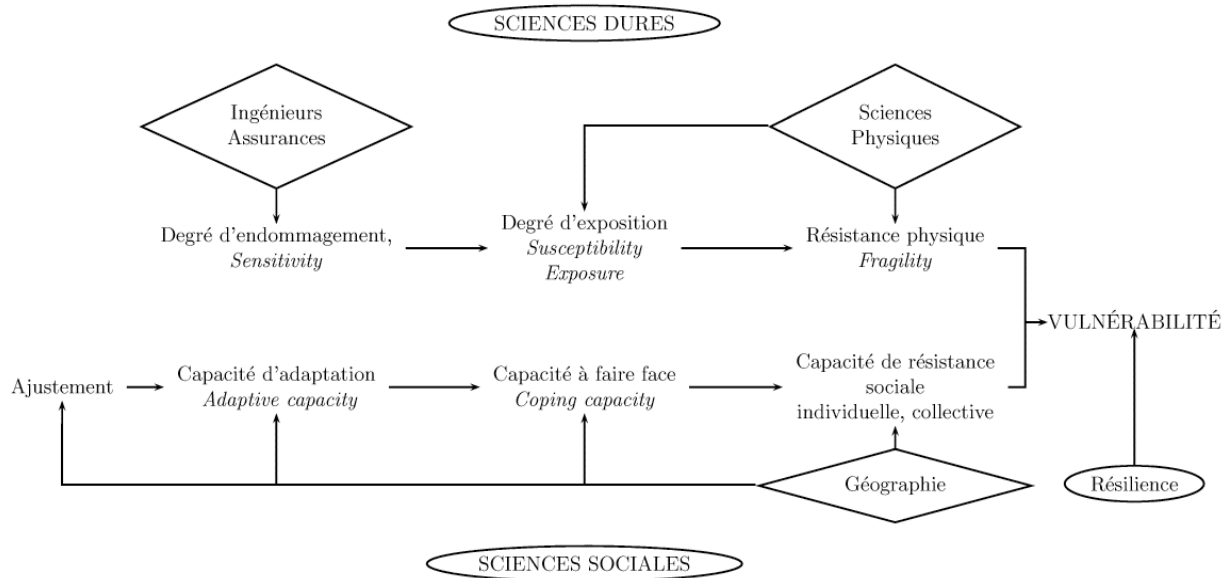 SCIENCES DURES
Ingénieurs
Assurances
Sciences
Physiques
Degré d'endommagement,
Sensitivity
Degré d'exposition
Susceptibility
Exposure
Résistance physique
Fragility
VULNÉRABILITÉ
Ajustement
Capacité d'adaptation
Adaptive capacity
Capacité à faire face
Coping capacity
Capacité de résistance
sociale
individuelle, collective
Géographie
Résilience
SCIENCES SOCIALES